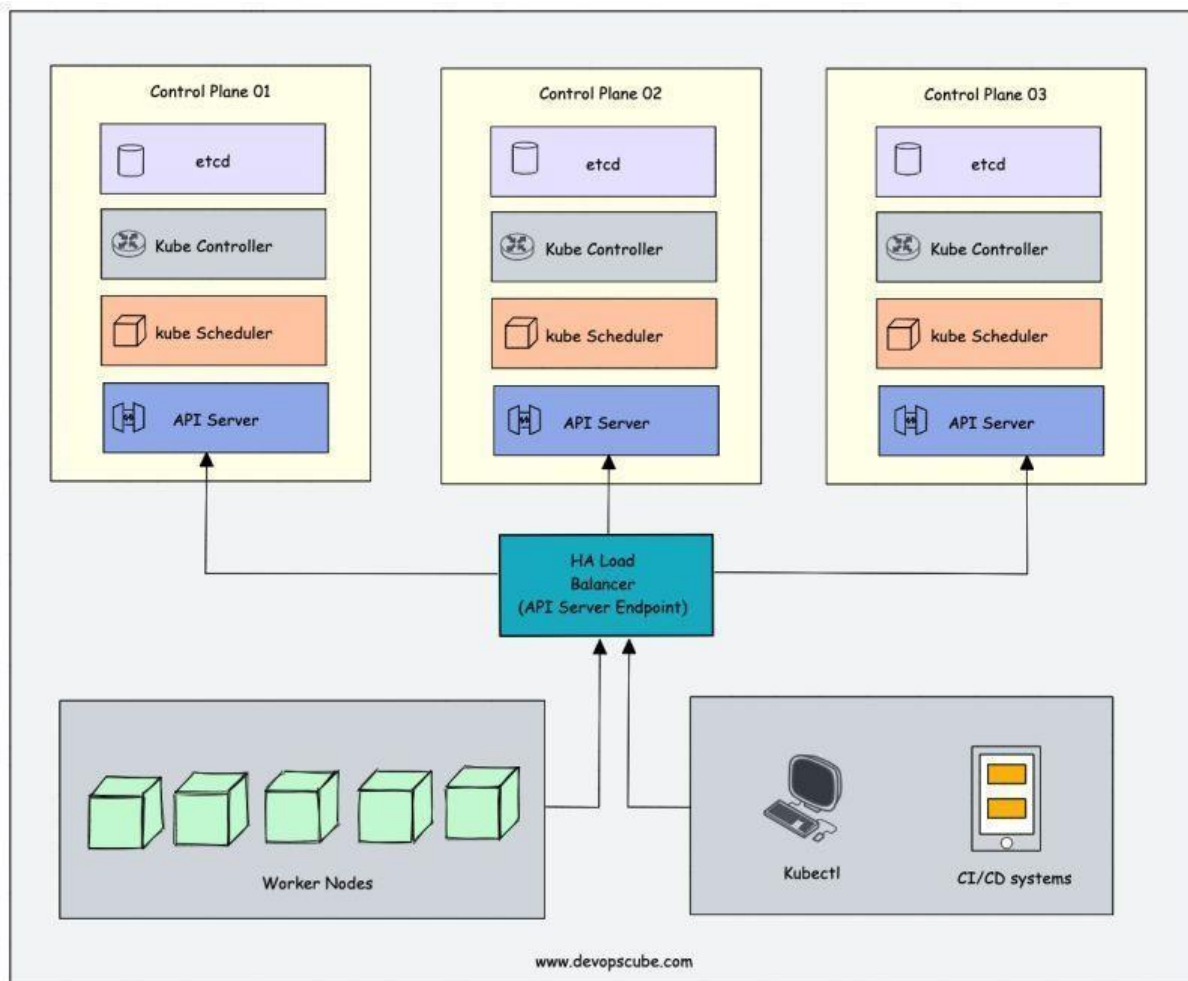 Control Plane 01
etcd
Kube Controller
kube Scheduler
API Server
Control Plane 02
etcd
Kube Controller
kube Scheduler
API Server
Control Plane 03
etcd
Kube Controller
kube Scheduler
API Server
HA Load
Balancer
(API Server Endpoint)
Worker Nodes
Kubectl
CI/CD systems
www.devopscube.com